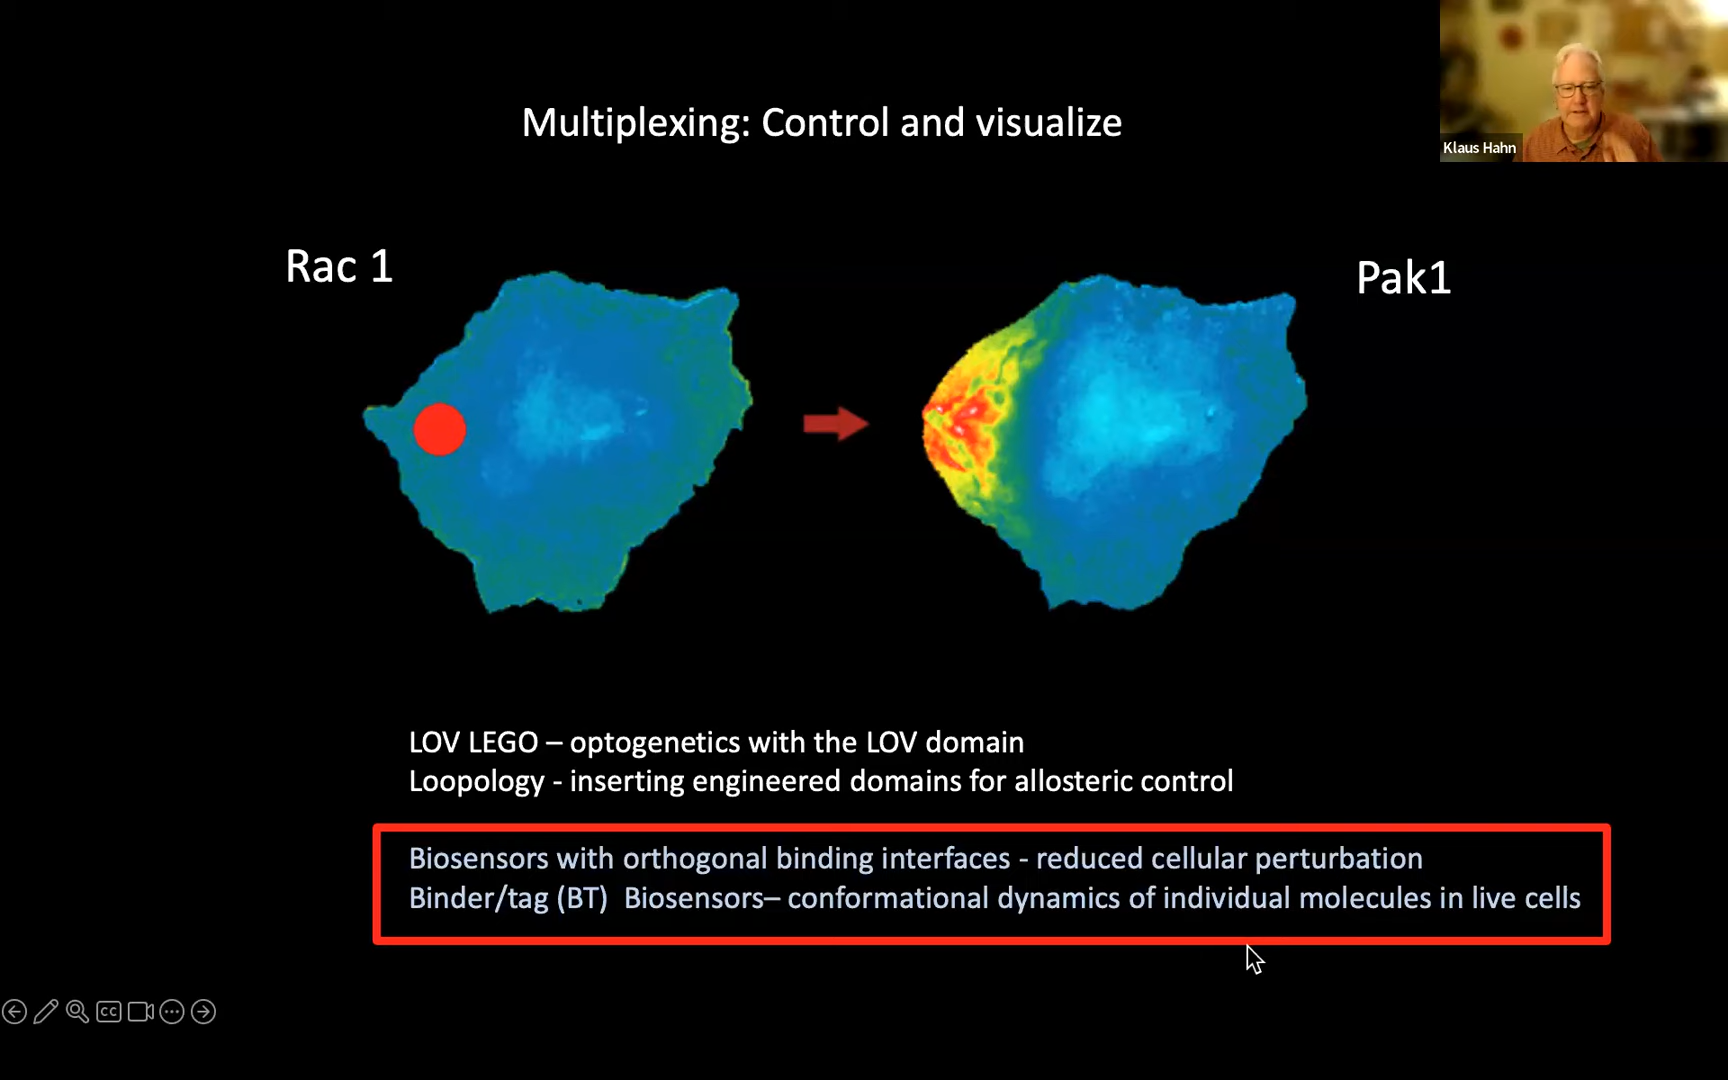 Multiplexing: Control and visualize
Klaus Hahn
Rac 1
Pak1
LOV LEGO – optogenetics with the LOV domain
Loopology - inserting engineered domains for allosteric control
Biosensors with orthogonal binding interfaces - reduced cellular perturbation
Binder/tag (BT)  Biosensors– conformational dynamics of individual molecules in live cells
CC